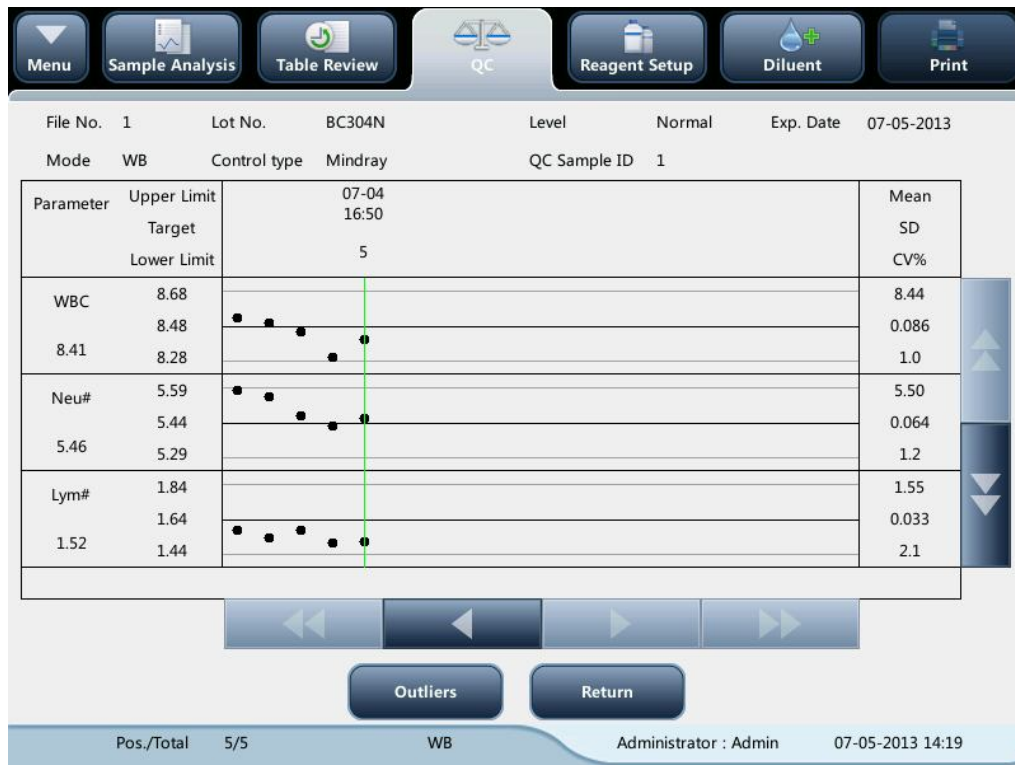 Menu Sample Analysis Table Review QC Reagent Setup Diluent Print
File No. 1 Lot No. BC304N Level Normal Exp. Date 07-05-2013
Mode WB Control type Mindray QC Sample ID 1
Parameter Upper Limit 07-04 Mean
16:50
Target SD
Lower Limit 5 CV%
WBC 8.68 8.44
8.48 0.086
8.41 8.28 1.0
Neu# 5.59 5.50
5.44 0.064
5.46 5.29 1.2
Lym# 1.84 1.55
1.64 0.033
1.52 1.44 2.1
Outliers Return
Pos./Total 5/5 WB Administrator : Admin 07-05-2013 14:19